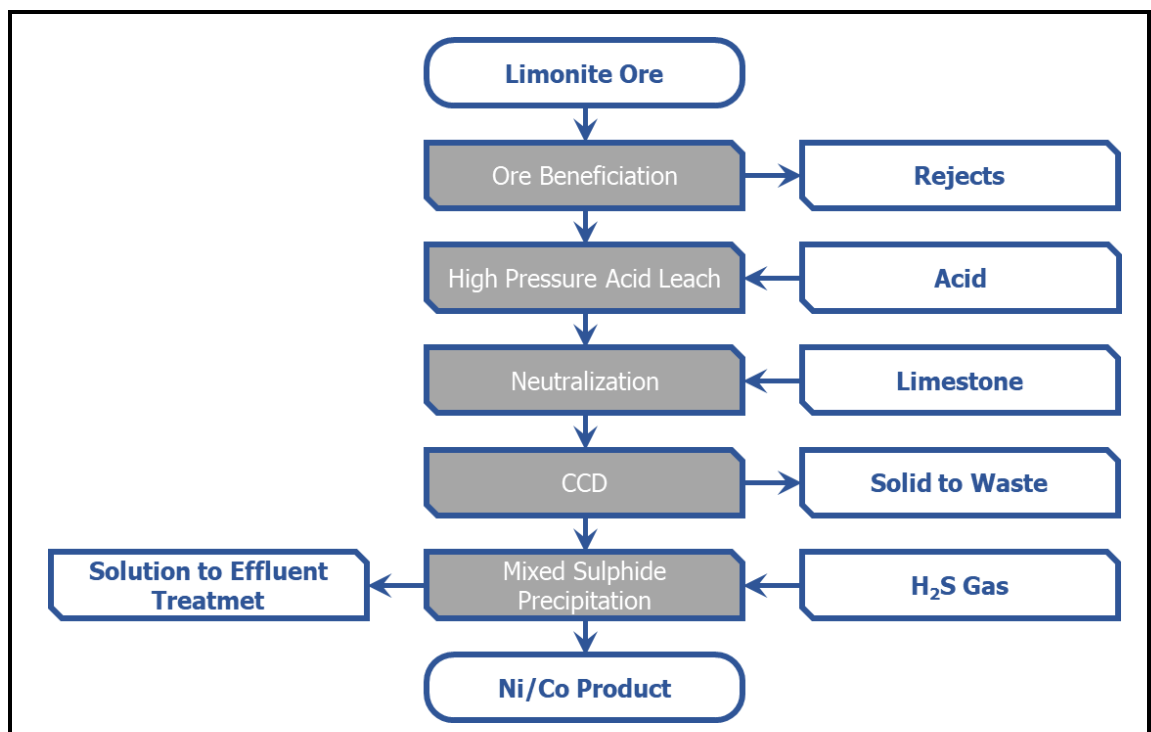 Limonite Ore
Ore Beneficiation
Rejects
High Pressure Acid Leach
Acid
Neutralization
Limestone
CCD
Solid to Waste
Solution to Effluent
Treatmet
Mixed Sulphide
Precipitation
H₂S Gas
Ni/Co Product